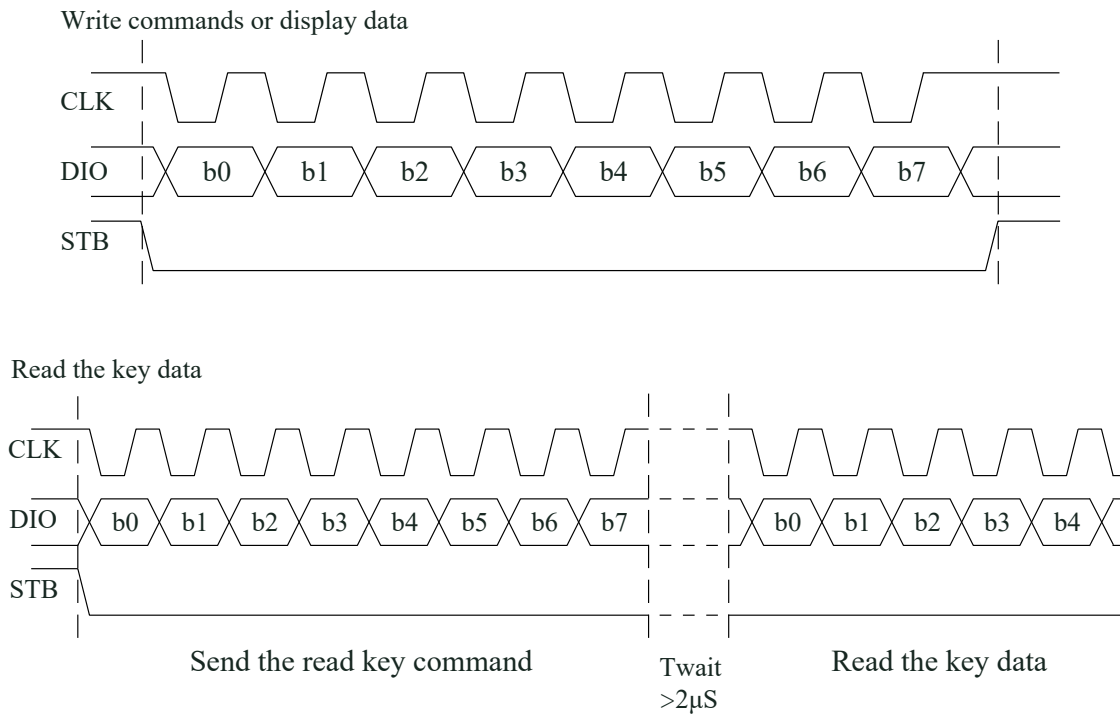 Write commands or display data
CLK
DIO b0 b1 b2 b3 b4 b5 b6 b7
STB
Read the key data
CLK
DIO b0 b1 b2 b3 b4 b5 b6 b7 b0 b1 b2 b3 b4
STB
Send the read key command
Twait
>2μS
Read the key data